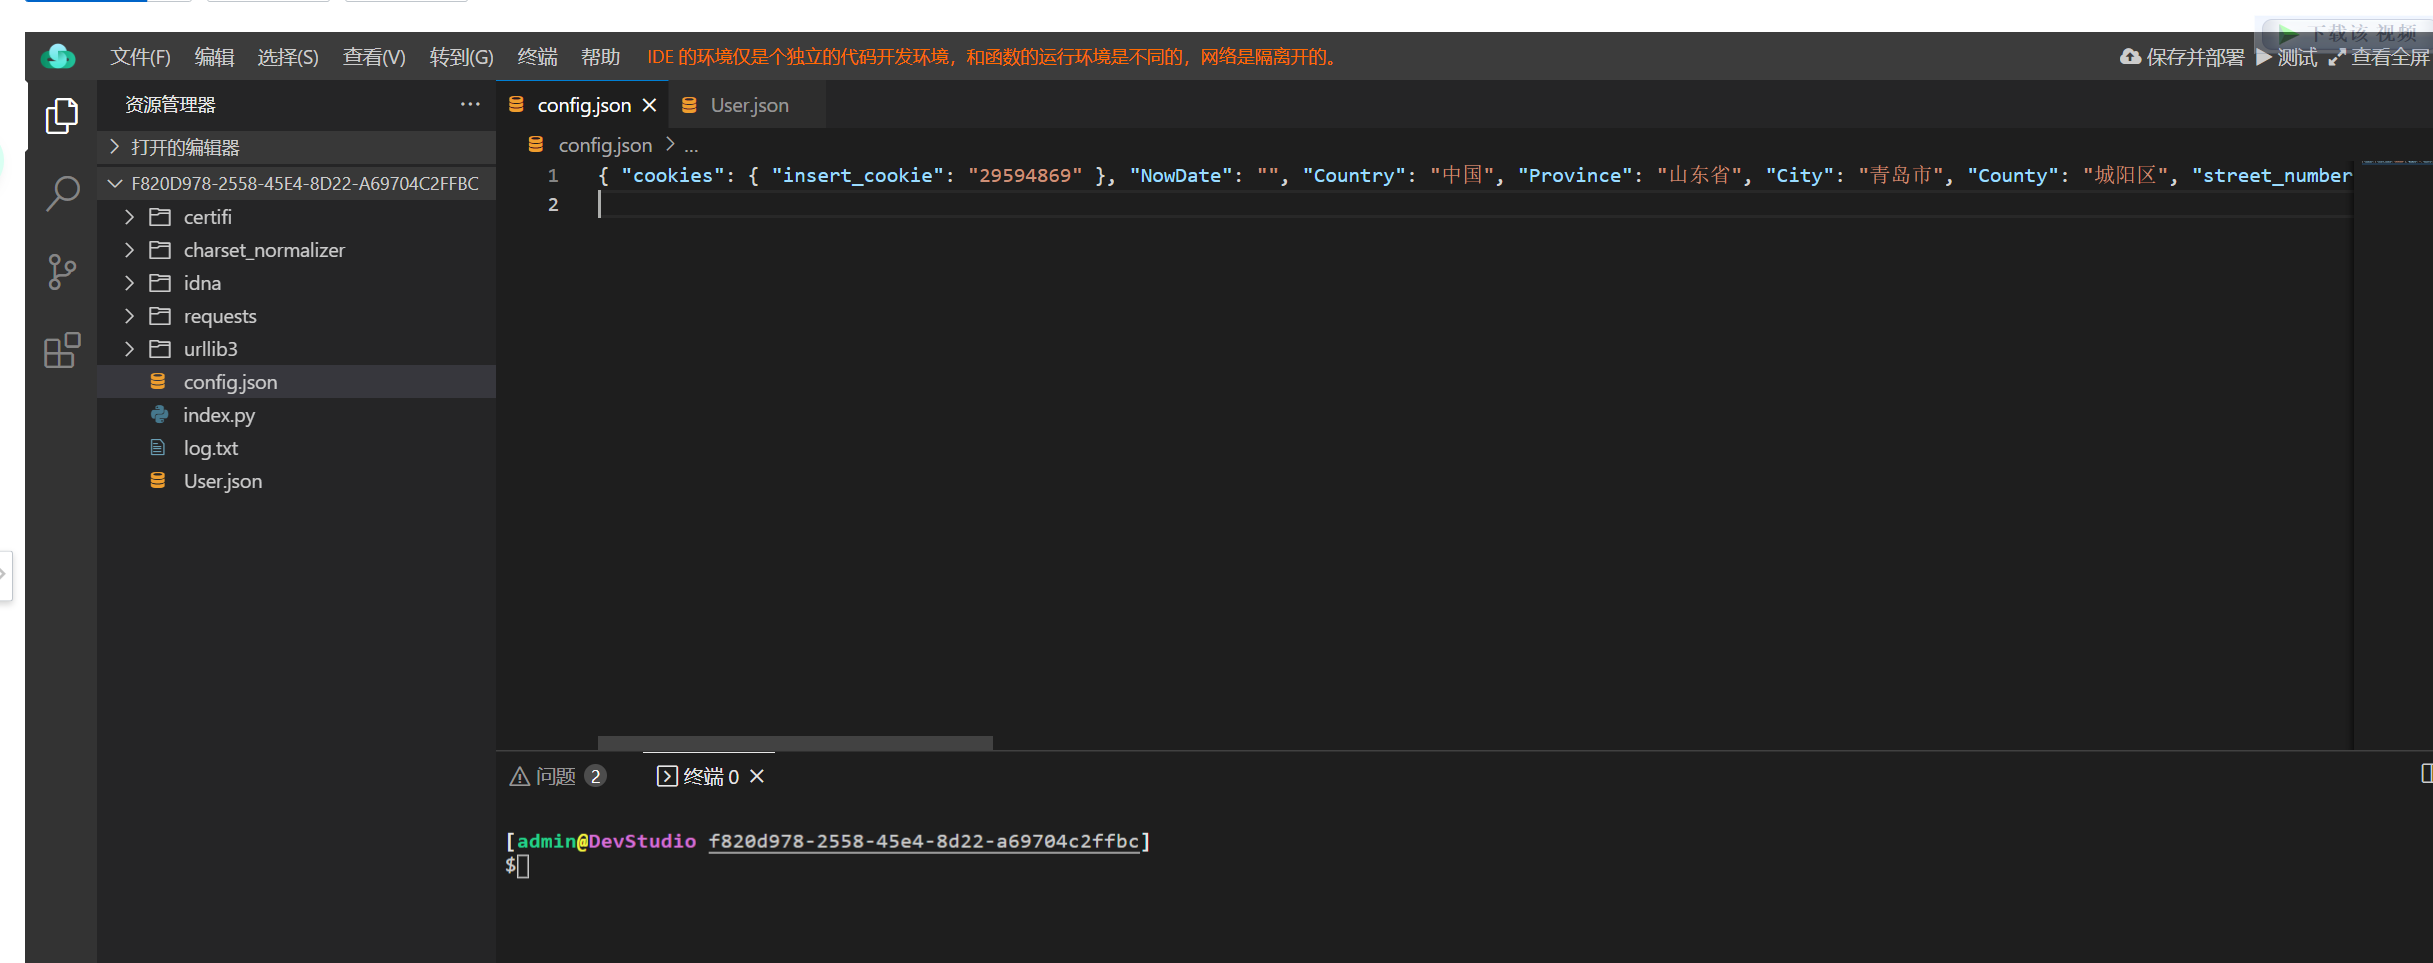 下载该 视频
文件(F) 编辑 选择(S) 查看(V) 转到(G) 终端 帮助 IDE 的环境仅是个独立的代码开发环境，和函数的运行环境是不同的，网络是隔离开的。 保存并部署 测试 查看全屏
资源管理器 ···
打开的编辑器
F820D978-2558-45E4-8D22-A69704C2FFBC
certifi
charset_normalizer
idna
requests
urllib3
config.json
index.py
log.txt
User.json
config.json User.json
config.json > ...
1 { "cookies": { "insert_cookie": "29594869" }, "NowDate": "", "Country": "中国", "Province": "山东省", "City": "青岛市", "County": "城阳区", "street_number
2
问题 2 终端 0
[admin@DevStudio f820d978-2558-45e4-8d22-a69704c2ffbc]
$